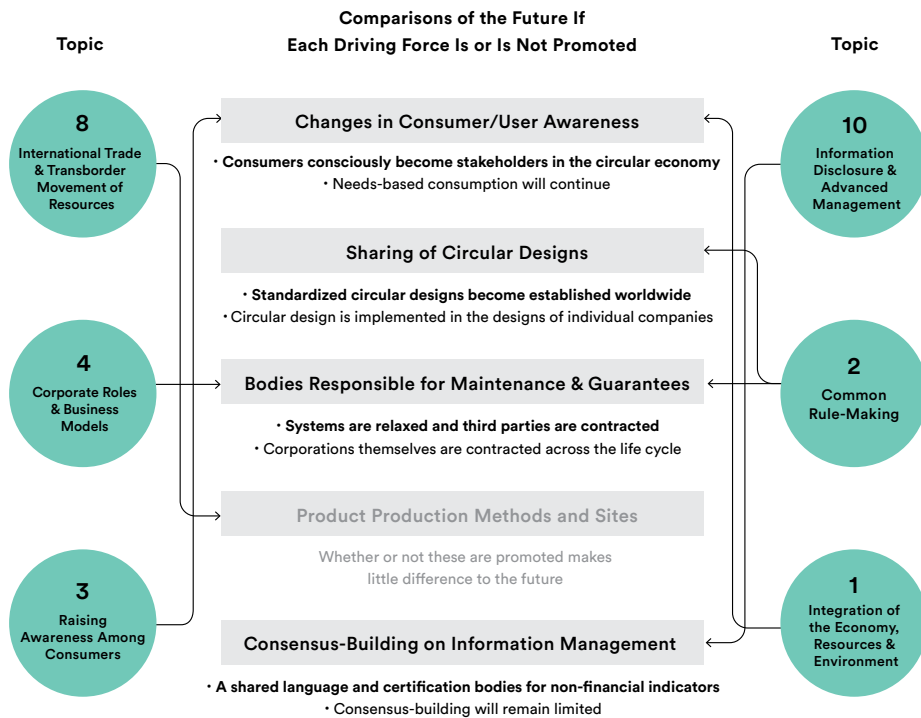 Comparisons of the Future If
Each Driving Force Is or Is Not Promoted
Topic
Topic
8
International Trade
& Transborder
Movement of
Resources
4
Corporate Roles
& Business
Models
3
Raising
Awareness Among
Consumers
Changes in Consumer/User Awareness
・Consumers consciously become stakeholders in the circular economy
・Needs-based consumption will continue
Sharing of Circular Designs
・Standardized circular designs become established worldwide
・Circular design is implemented in the designs of individual companies
Bodies Responsible for Maintenance & Guarantees
・Systems are relaxed and third parties are contracted
・Corporations themselves are contracted across the life cycle
Product Production Methods and Sites
Whether or not these are promoted makes
little difference to the future
Consensus-Building on Information Management
・A shared language and certification bodies for non-financial indicators
・Consensus-building will remain limited
10
Information
Disclosure &
Advanced
Management
2
Common
Rule-Making
1
Integration of
the Economy,
Resources &
Environment